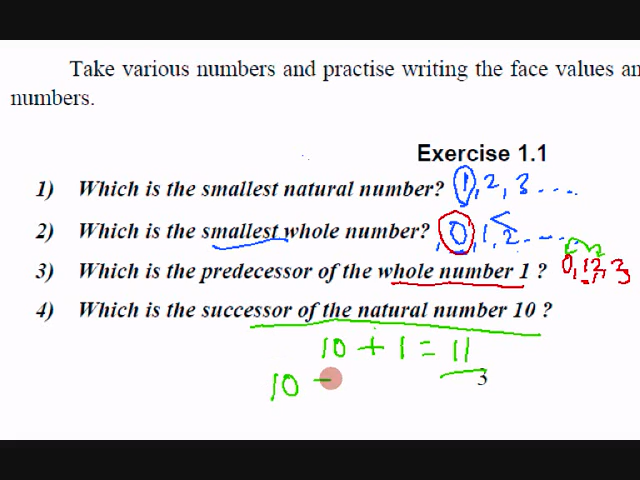 Take various numbers and practise writing the face values an
numbers.
Exercise 1.1
1) Which is the smallest natural number? 1, 2, 3 ....
2) Which is the smallest whole number? 0, 1, 2 ....
3) Which is the predecessor of the whole number 1 ? 0, 1, 2, 3
4) Which is the successor of the natural number 10 ?
10 + 1 = 11
10 -
3